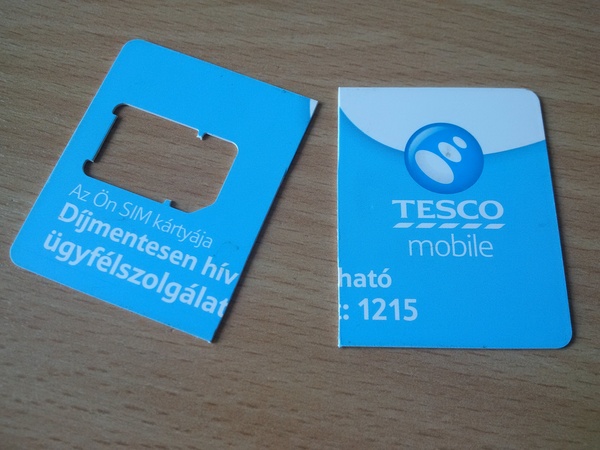 Az Ön SIM kártyája
Díjmentesen hív
ügyfélszolgálat
TESCO
mobile
ható
: 1215